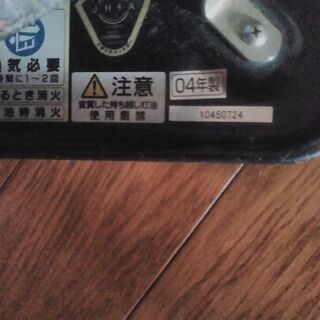 JHIA
気必要
時間に1～2回
るとき消火
油時消火
注意
変質した持ち越し灯油
使用厳禁
04年製
10450724